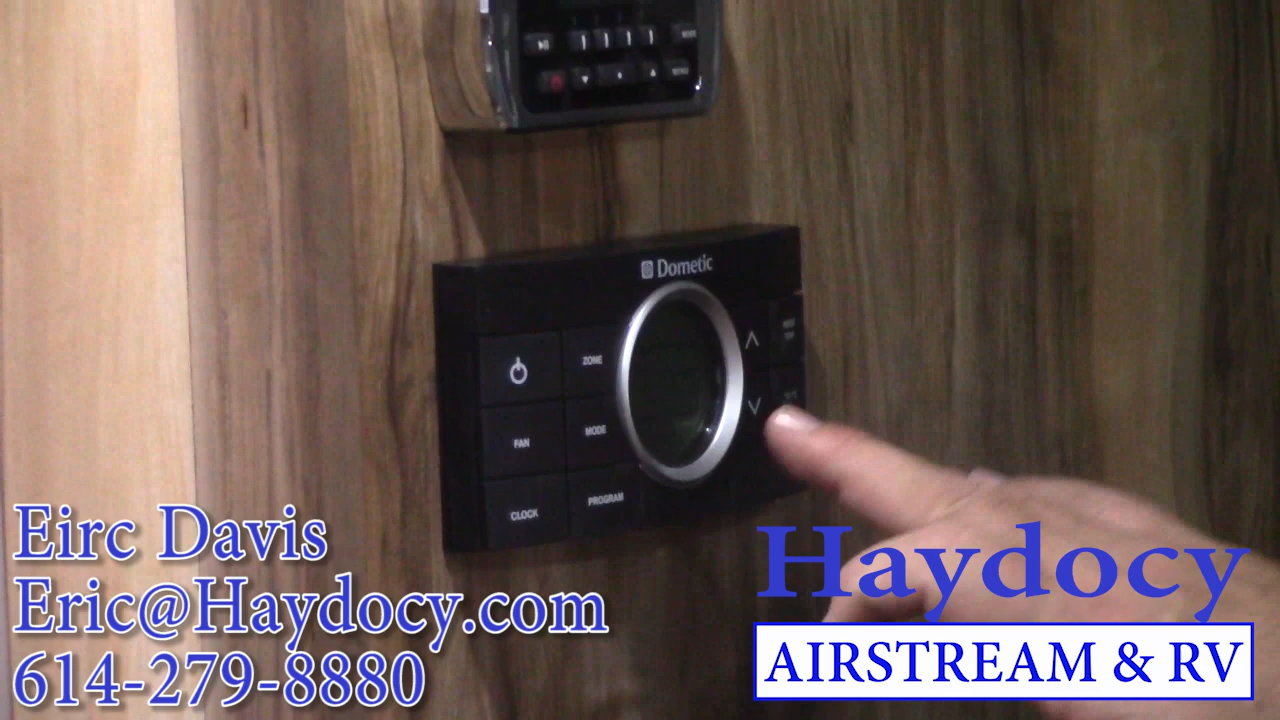 Dometic
ZONE
FAN
MODE
CLOCK
PROGRAM
Eirc Davis
Eric@Haydocy.com
614-279-8880
Haydocy
AIRSTREAM & RV